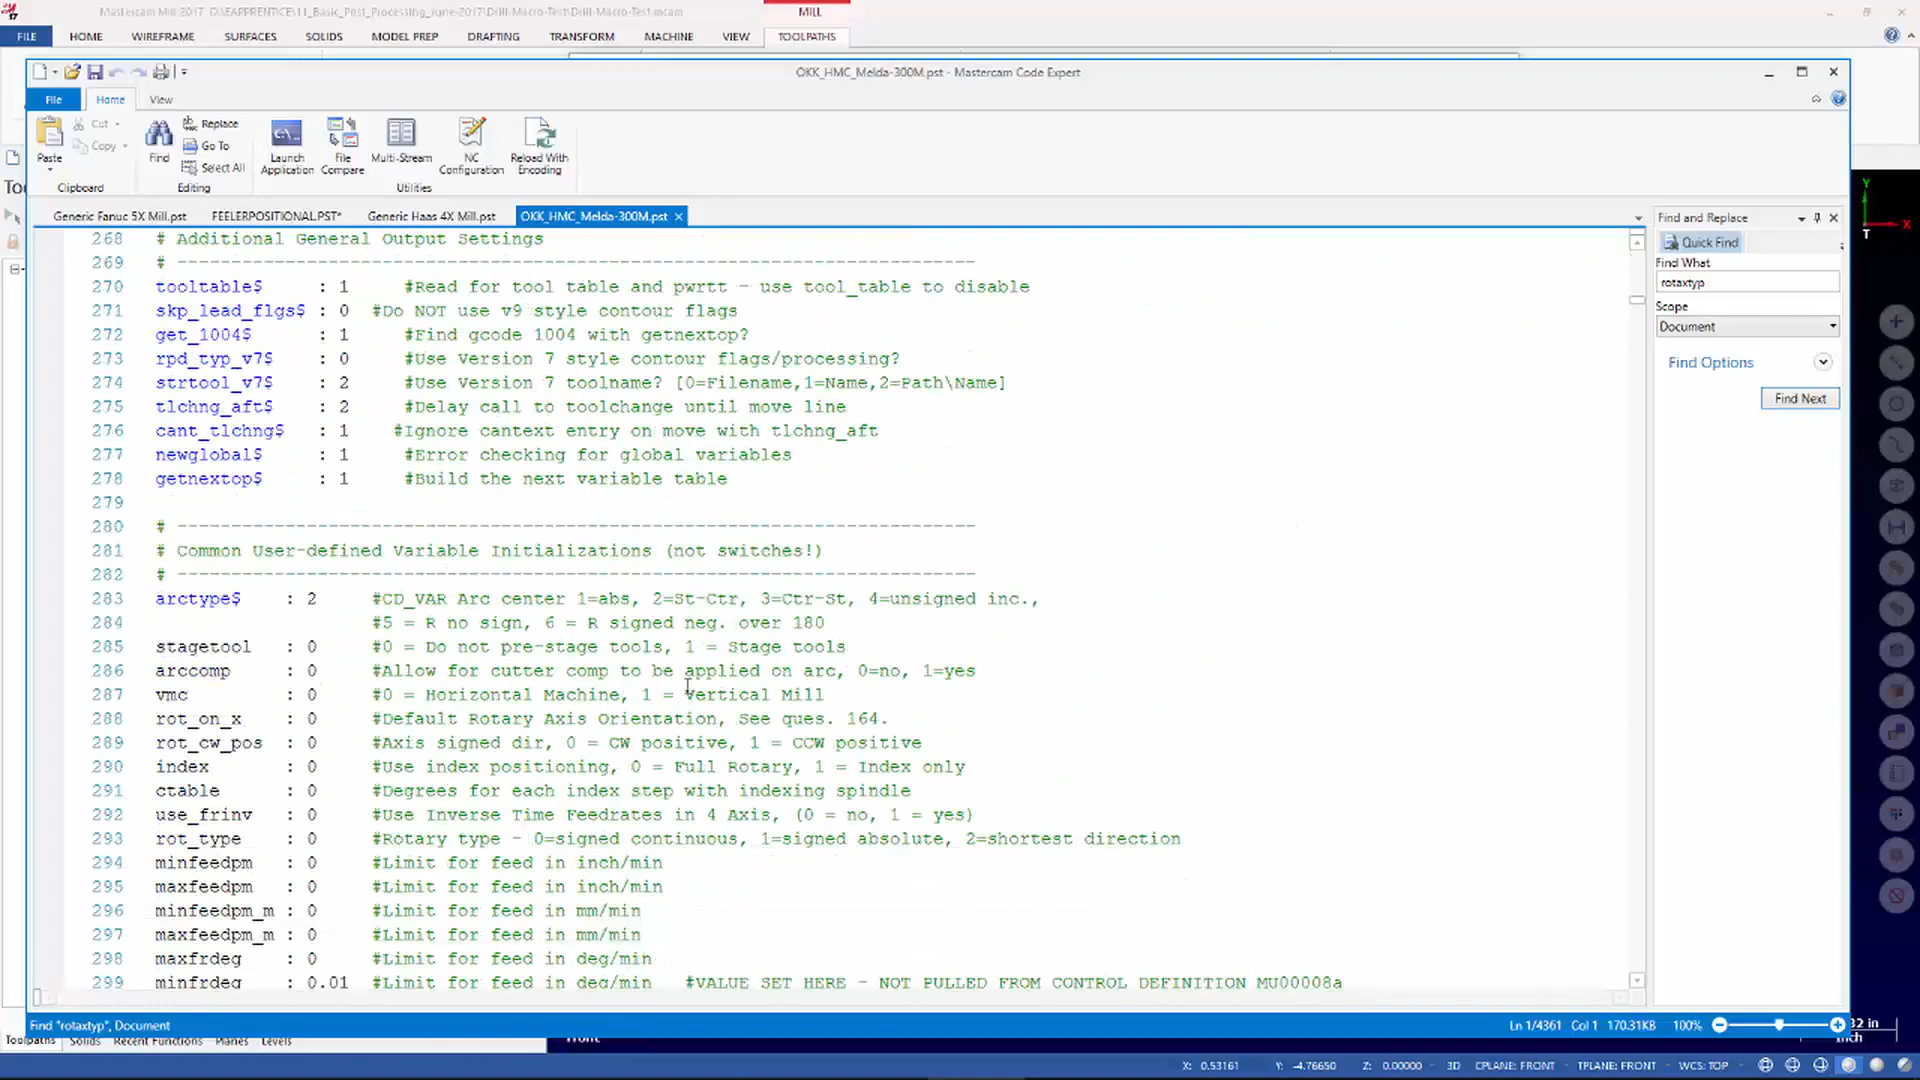 Mastercam Mill 2017 D:\EAPPRENTICE\11_Basic_Post_Processing_June-2017\Drill-Macro-Test\Drill-Macro-Test.mcam
MILL
FILE HOME WIREFRAME SURFACES SOLIDS MODEL PREP DRAFTING TRANSFORM MACHINE VIEW TOOLPATHS
OKK_HMC_Melda-300M.pst - Mastercam Code Expert
File Home View
Paste Cut Copy Find Replace Go To Select All
Launch Application File Compare Multi-Stream NC Configuration Reload With Encoding
Clipboard Editing Utilities
Generic Fanuc 5X Mill.pst FEELERPOSITIONAL.PST* Generic Haas 4X Mill.pst OKK_HMC_Melda-300M.pst
268 # Additional General Output Settings
269 # --------------------------------------------------------------------------
270 tooltable$ : 1 #Read for tool table and pwrtt - use tool_table to disable
271 skp_lead_flgs$ : 0 #Do NOT use v9 style contour flags
272 get_1004$ : 1 #Find gcode 1004 with getnextop?
273 rpd_typ_v7$ : 0 #Use Version 7 style contour flags/processing?
274 strtool_v7$ : 2 #Use Version 7 toolname? [0=Filename,1=Name,2=Path\Name]
275 tlchng_aft$ : 2 #Delay call to toolchange until move line
276 cant_tlchng$ : 1 #Ignore cantext entry on move with tlchng_aft
277 newglobal$ : 1 #Error checking for global variables
278 getnextop$ : 1 #Build the next variable table
279
280 # --------------------------------------------------------------------------
281 # Common User-defined Variable Initializations (not switches!)
282 # --------------------------------------------------------------------------
283 arctype$ : 2 #CD_VAR Arc center 1=abs, 2=St-Ctr, 3=Ctr-St, 4=unsigned inc.,
284 #5 = R no sign, 6 = R signed neg. over 180
285 stagetool : 0 #0 = Do not pre-stage tools, 1 = Stage tools
286 arccomp : 0 #Allow for cutter comp to be applied on arc, 0=no, 1=yes
287 vmc : 0 #0 = Horizontal Machine, 1 = Vertical Mill
288 rot_on_x : 0 #Default Rotary Axis Orientation, See ques. 164.
289 rot_cw_pos : 0 #Axis signed dir, 0 = CW positive, 1 = CCW positive
290 index : 0 #Use index positioning, 0 = Full Rotary, 1 = Index only
291 ctable : 0 #Degrees for each index step with indexing spindle
292 use_frinv : 0 #Use Inverse Time Feedrates in 4 Axis, (0 = no, 1 = yes)
293 rot_type : 0 #Rotary type - 0=signed continuous, 1=signed absolute, 2=shortest direction
294 minfeedpm : 0 #Limit for feed in inch/min
295 maxfeedpm : 0 #Limit for feed in inch/min
296 minfeedpm_m : 0 #Limit for feed in mm/min
297 maxfeedpm_m : 0 #Limit for feed in mm/min
298 maxfrdeg : 0 #Limit for feed in deg/min
299 minfrdeg : 0.01 #Limit for feed in deg/min #VALUE SET HERE - NOT PULLED FROM CONTROL DEFINITION MU00008a
Find and Replace
Quick Find
Find What
rotaxtyp
Scope
Document
Find Options
Find Next
Find "rotaxtyp", Document Ln 1/4361 Col 1 170.31KB 100%
Toolpaths Solids Recent Functions Planes Levels
Front
Inch
X: 0.53161 Y: -4.76650 Z: 0.00000 3D CPLANE: FRONT TPLANE: FRONT WCS: TOP
Y
X
T